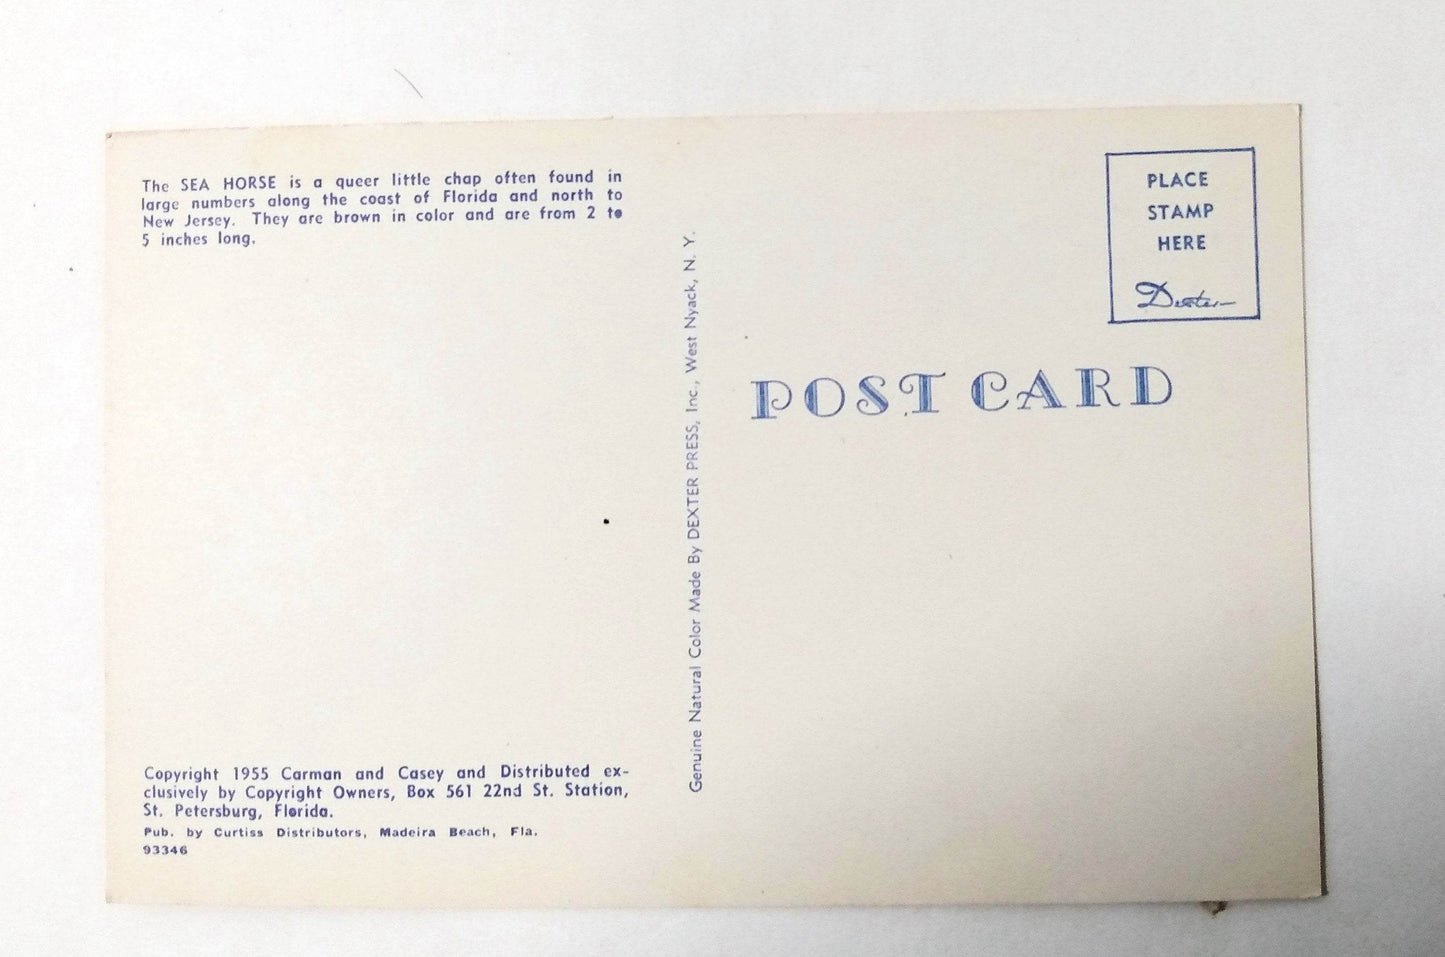 The SEA HORSE is a queer little chap often found in
large numbers along the coast of Florida and north to
New Jersey. They are brown in color and are from 2 to
5 inches long.
Copyright 1955 Carman and Casey and Distributed ex-
clusively by Copyright Owners, Box 561 22nd St. Station,
St. Petersburg, Florida.
Pub. by Curtiss Distributors, Madeira Beach, Fla.
93346
Genuine Natural Color Made By DEXTER PRESS, Inc., West Nyack, N. Y.
PLACE
STAMP
HERE
Dexter
POST CARD